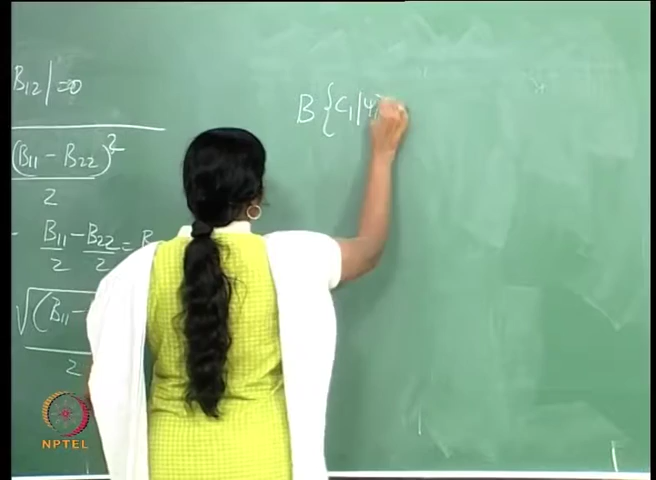 B₁₂| = 0
(B₁₁ - B₂₂)²
2
B₁₁ - B₂₂ =
2 2
√(B₁₁ -
2
B { C₁ | ψ
NPTEL